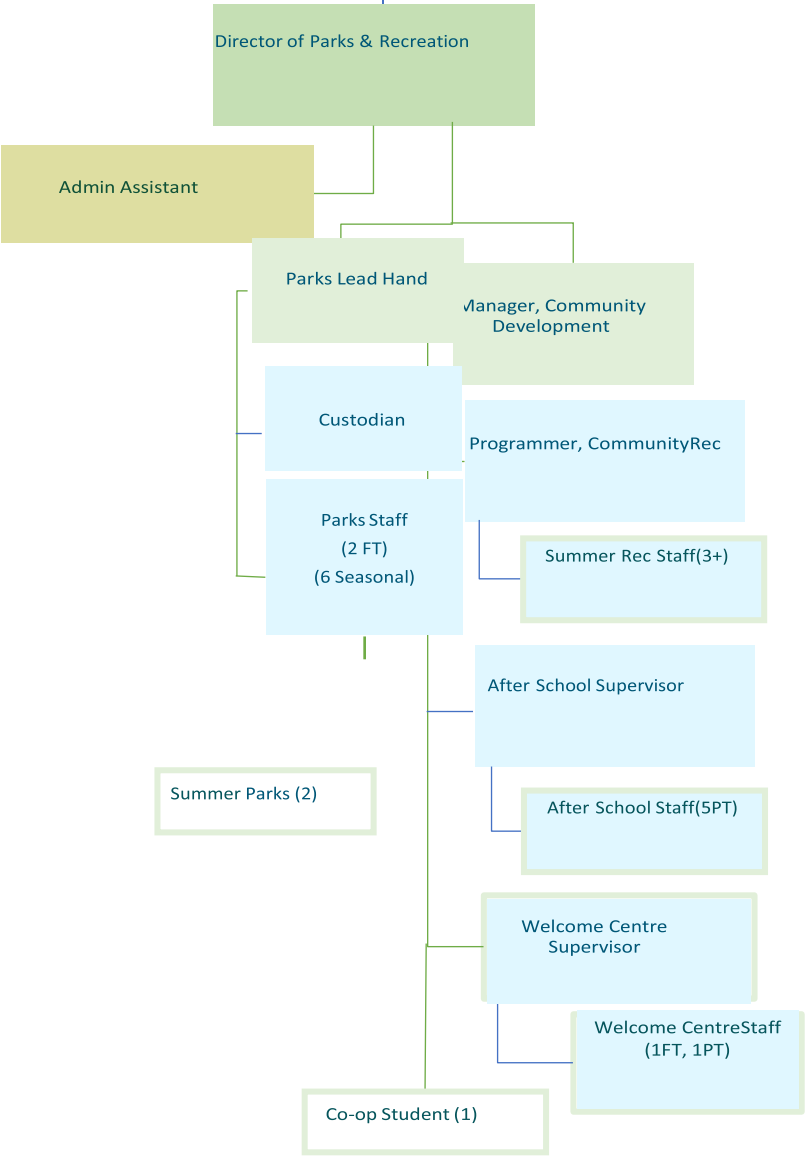 Director of Parks & Recreation
Admin Assistant
Parks Lead Hand
Manager, Community
Development
Custodian
Programmer, CommunityRec
Parks Staff
(2 FT)
(6 Seasonal)
Summer Rec Staff(3+)
After School Supervisor
Summer Parks (2)
After School Staff(5PT)
Welcome Centre
Supervisor
Welcome CentreStaff
(1FT, 1PT)
Co-op Student (1)